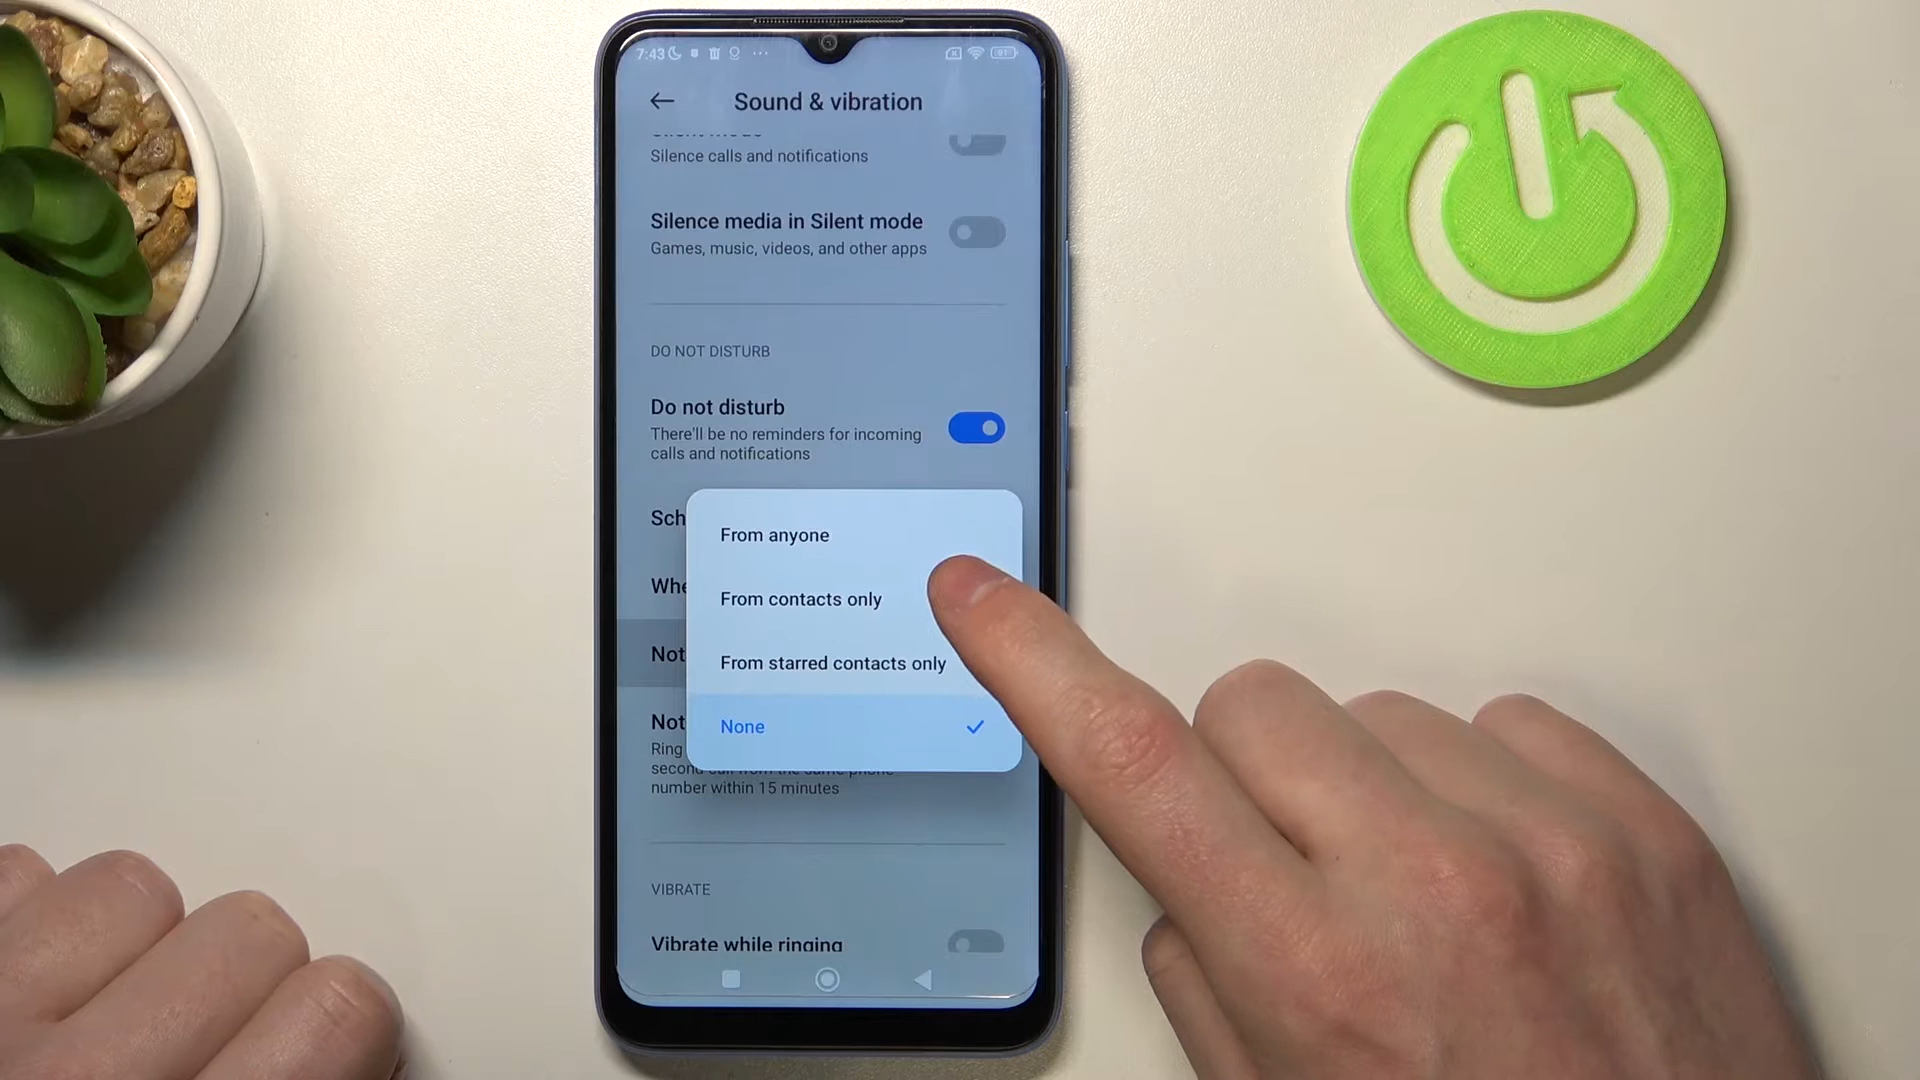 7:43
Sound & vibration
Silence calls and notifications
Silence media in Silent mode
Games, music, videos, and other apps
DO NOT DISTURB
Do not disturb
There'll be no reminders for incoming
calls and notifications
Sch
From anyone
Whe
From contacts only
Not
From starred contacts only
Not
None
Ring
second call from the same phone
number within 15 minutes
VIBRATE
Vibrate while ringing